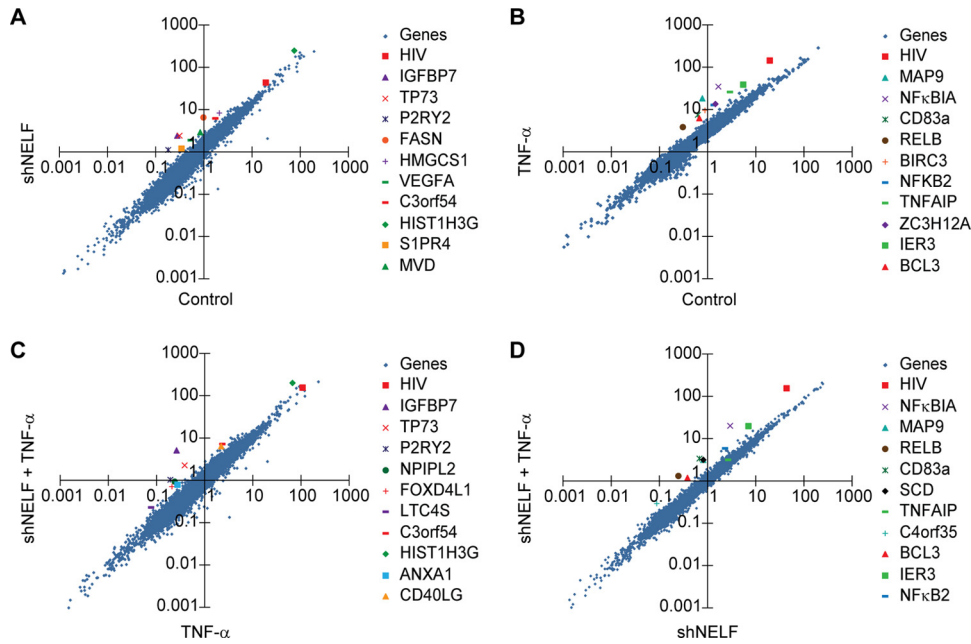 A
shNELF
1000
100
10
1
0.1
0.01
0.001
0.001 0.01 0.1 1 10 100 1000
Control
Genes
HIV
IGFBP7
TP73
P2RY2
FASN
HMGCS1
VEGFA
C3orf54
HIST1H3G
S1PR4
MVD
B
TNF-α
1000
100
10
1
0.1
0.01
0.001
0.001 0.01 0.1 1 10 100 1000
Control
Genes
HIV
MAP9
NFκBIA
CD83a
RELB
BIRC3
NFKB2
TNFAIP
ZC3H12A
IER3
BCL3
C
shNELF + TNF-α
1000
100
10
1
0.1
0.01
0.001
0.001 0.01 0.1 1 10 100 1000
TNF-α
Genes
HIV
IGFBP7
TP73
P2RY2
NPIPL2
FOXD4L1
LTC4S
C3orf54
HIST1H3G
ANXA1
CD40LG
D
shNELF + TNF-α
1000
100
10
1
0.1
0.01
0.001
0.001 0.01 0.1 1 10 100 1000
shNELF
Genes
HIV
NFκBIA
MAP9
RELB
CD83a
SCD
TNFAIP
C4orf35
BCL3
IER3
NFκB2